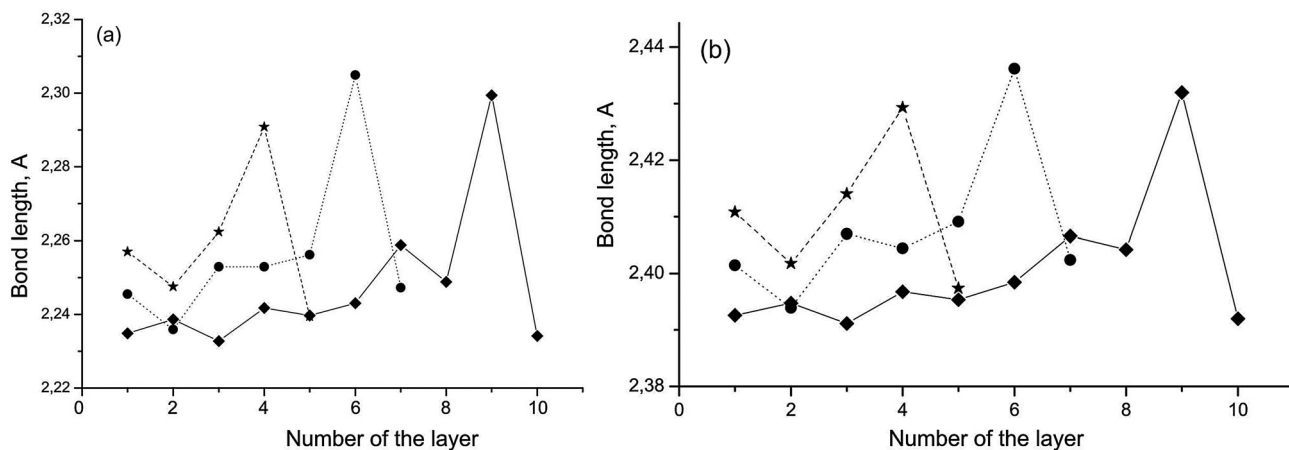 (a)
Bond length, A
2,32
2,30
2,28
2,26
2,24
2,22
0 2 4 6 8 10
Number of the layer
(b)
Bond length, A
2,44
2,42
2,40
2,38
0 2 4 6 8 10
Number of the layer